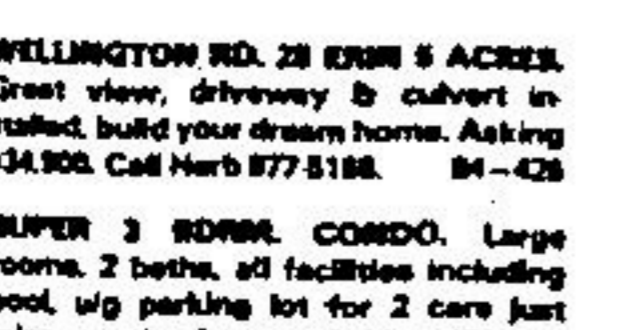 WELLINGTON RD. 28 ERIN 5 ACRES.
Great view, driveway & culvert in-
stalled, build your dream home. Asking
Call Herb 877-5188. 84-426
SUPER 3 BDRM. CONDO. Large
rooms. 2 baths, all facilities including
pool, u/g parking lot for 2 cars just